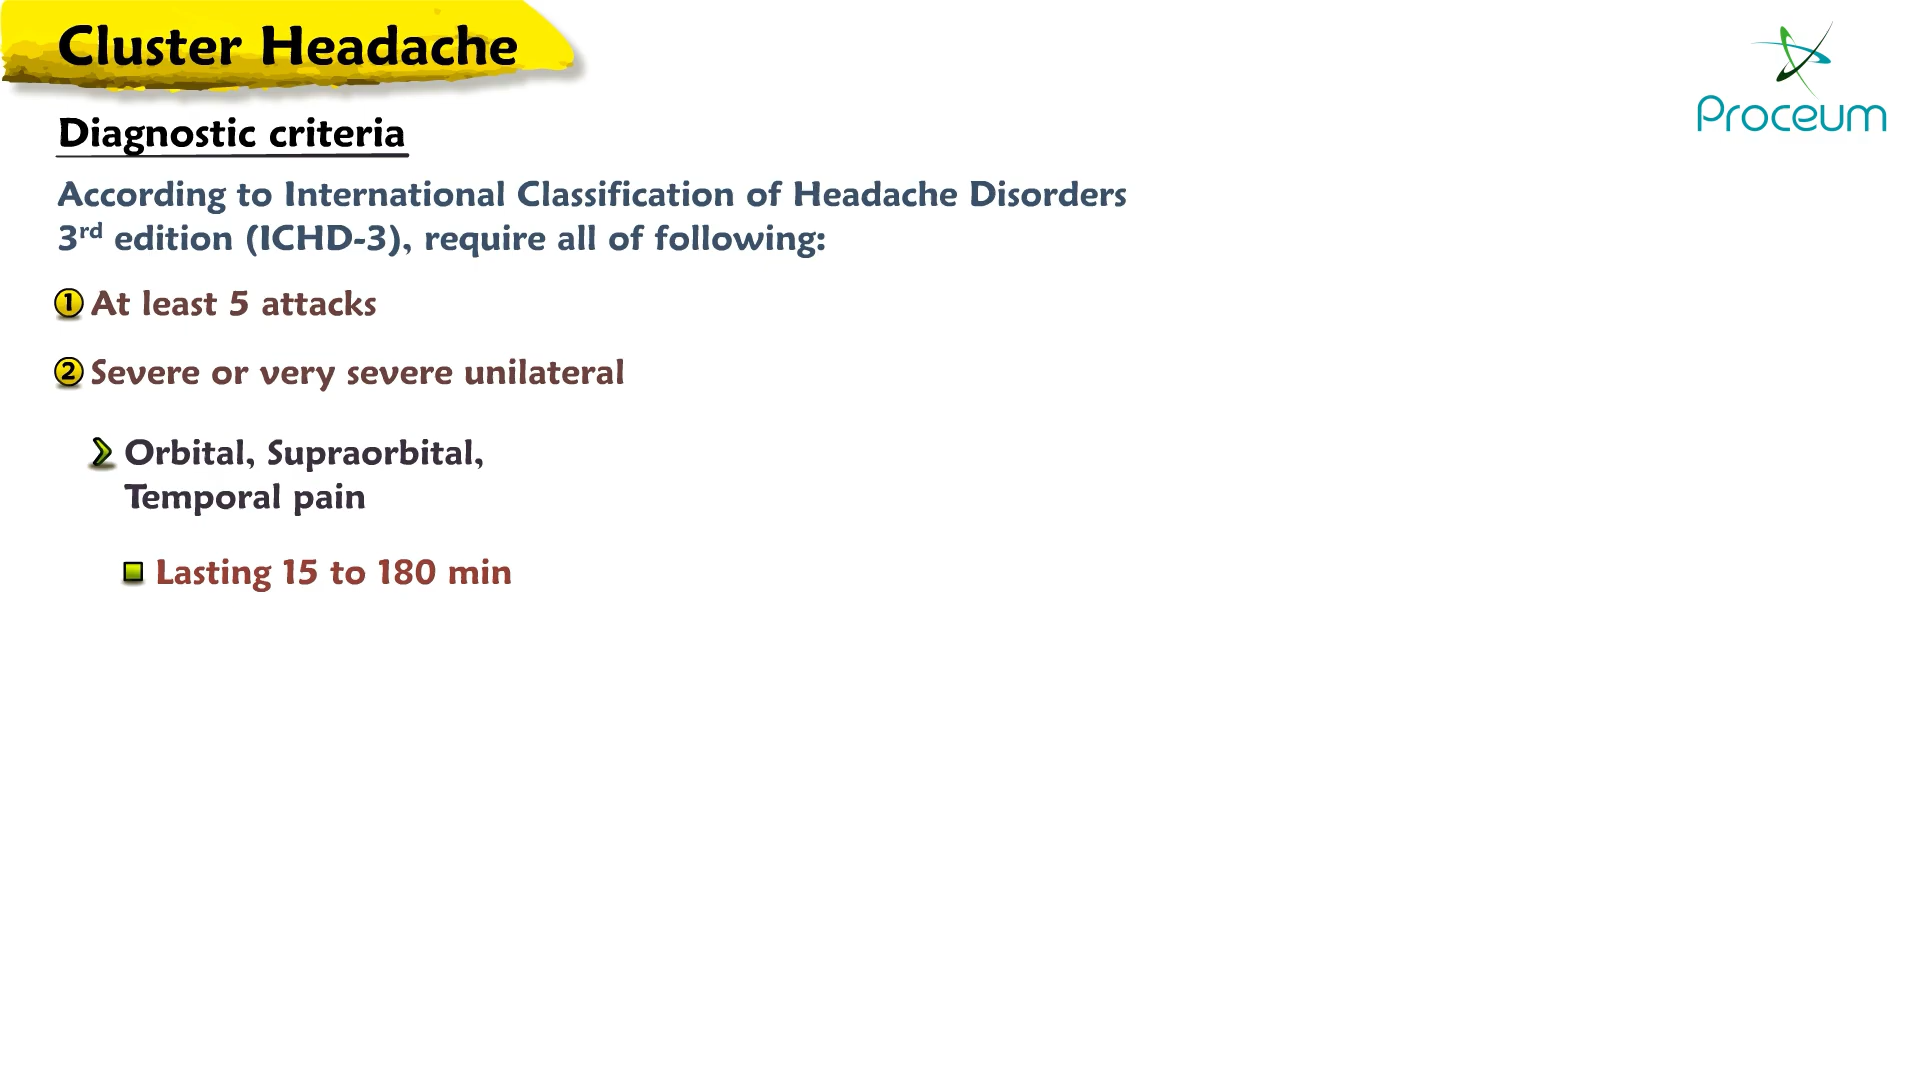 Cluster Headache
Proceum
Diagnostic criteria
According to International Classification of Headache Disorders
3rd edition (ICHD-3), require all of following:
1 At least 5 attacks
2 Severe or very severe unilateral
Orbital, Supraorbital,
Temporal pain
Lasting 15 to 180 min